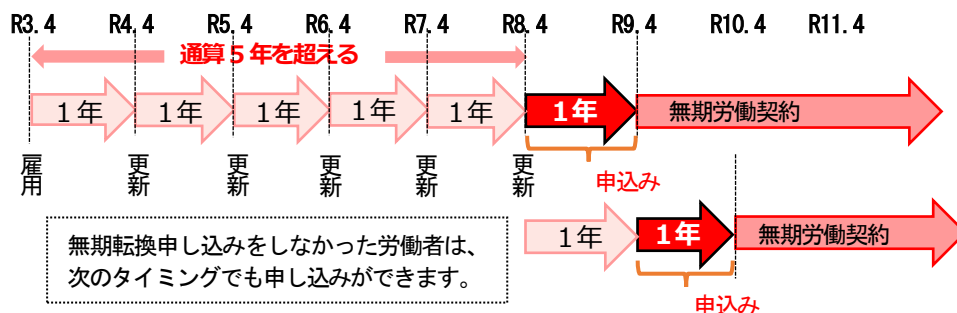 R3.4 R4.4 R5.4 R6.4 R7.4 R8.4 R9.4 R10.4 R11.4
通算5年を超える
1年 1年 1年 1年 1年 1年 無期労働契約
雇用 更新 更新 更新 更新 更新
申込み
1年 1年 無期労働契約
無期転換申し込みをしなかった労働者は、
次のタイミングでも申し込みができます。
申込み